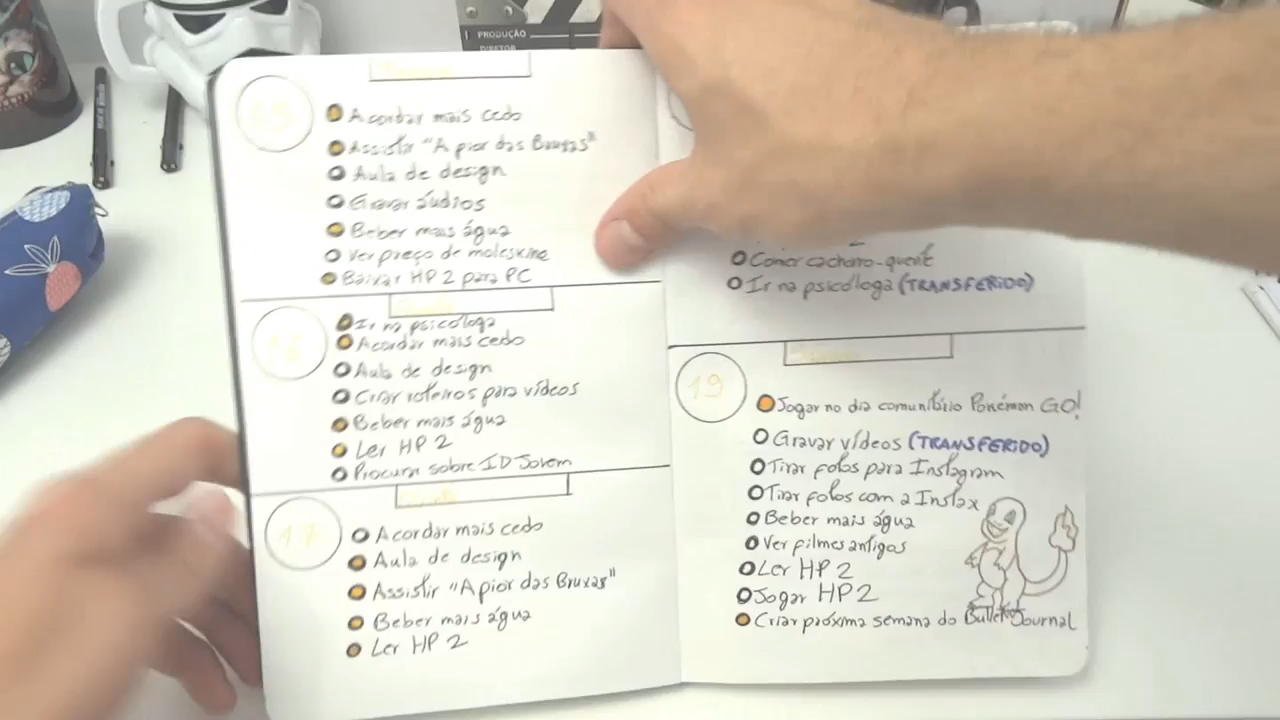 PRODUÇÃO
DIRETOR
Acordar mais cedo
Assistir "A pior das Bruxas"
Aula de design
Gravar áudios
Beber mais água
Ver preço de moleskine
Baixar HP 2 para PC
Ir na psicóloga
Acordar mais cedo
Aula de design
Criar roteiros para vídeos
Beber mais água
Ler HP 2
Procurar sobre ID Jovem
17
Acordar mais cedo
Aula de design
Assistir "A pior das Bruxas"
Beber mais água
Ler HP 2
Comer cachorro-quente
Ir na psicóloga (TRANSFERIDO)
19
Jogar no dia comunitário Pokémon GO!
Gravar vídeos (TRANSFERIDO)
Tirar fotos para Instagram
Tirar fotos com a Instax
Beber mais água
Ver filmes antigos
Ler HP 2
Jogar HP 2
Criar próxima semana do Bullet Journal